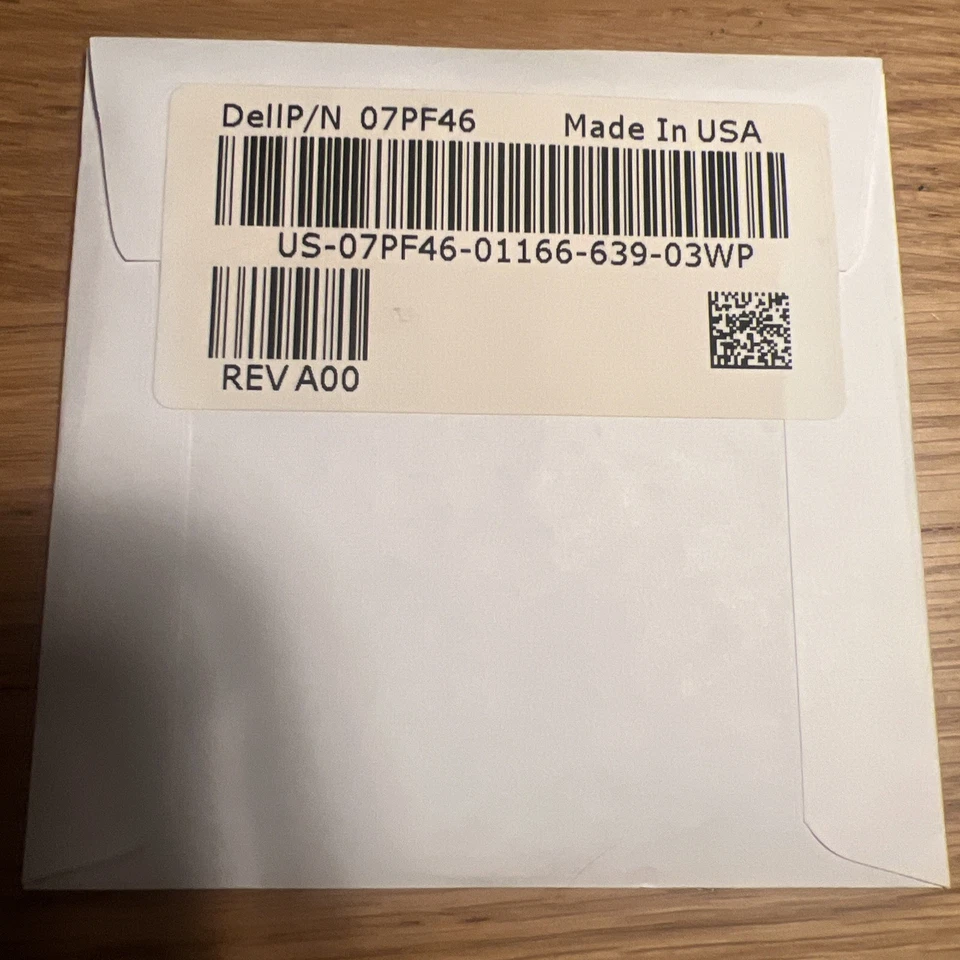 DellP/N 07PF46 Made In USA
US-07PF46-01166-639-03WP
REV A00